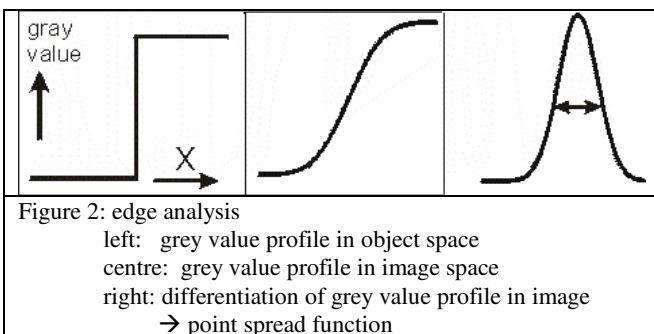 gray
value
X
Figure 2: edge analysis
left: grey value profile in object space
centre: grey value profile in image space
right: differentiation of grey value profile in image
→ point spread function